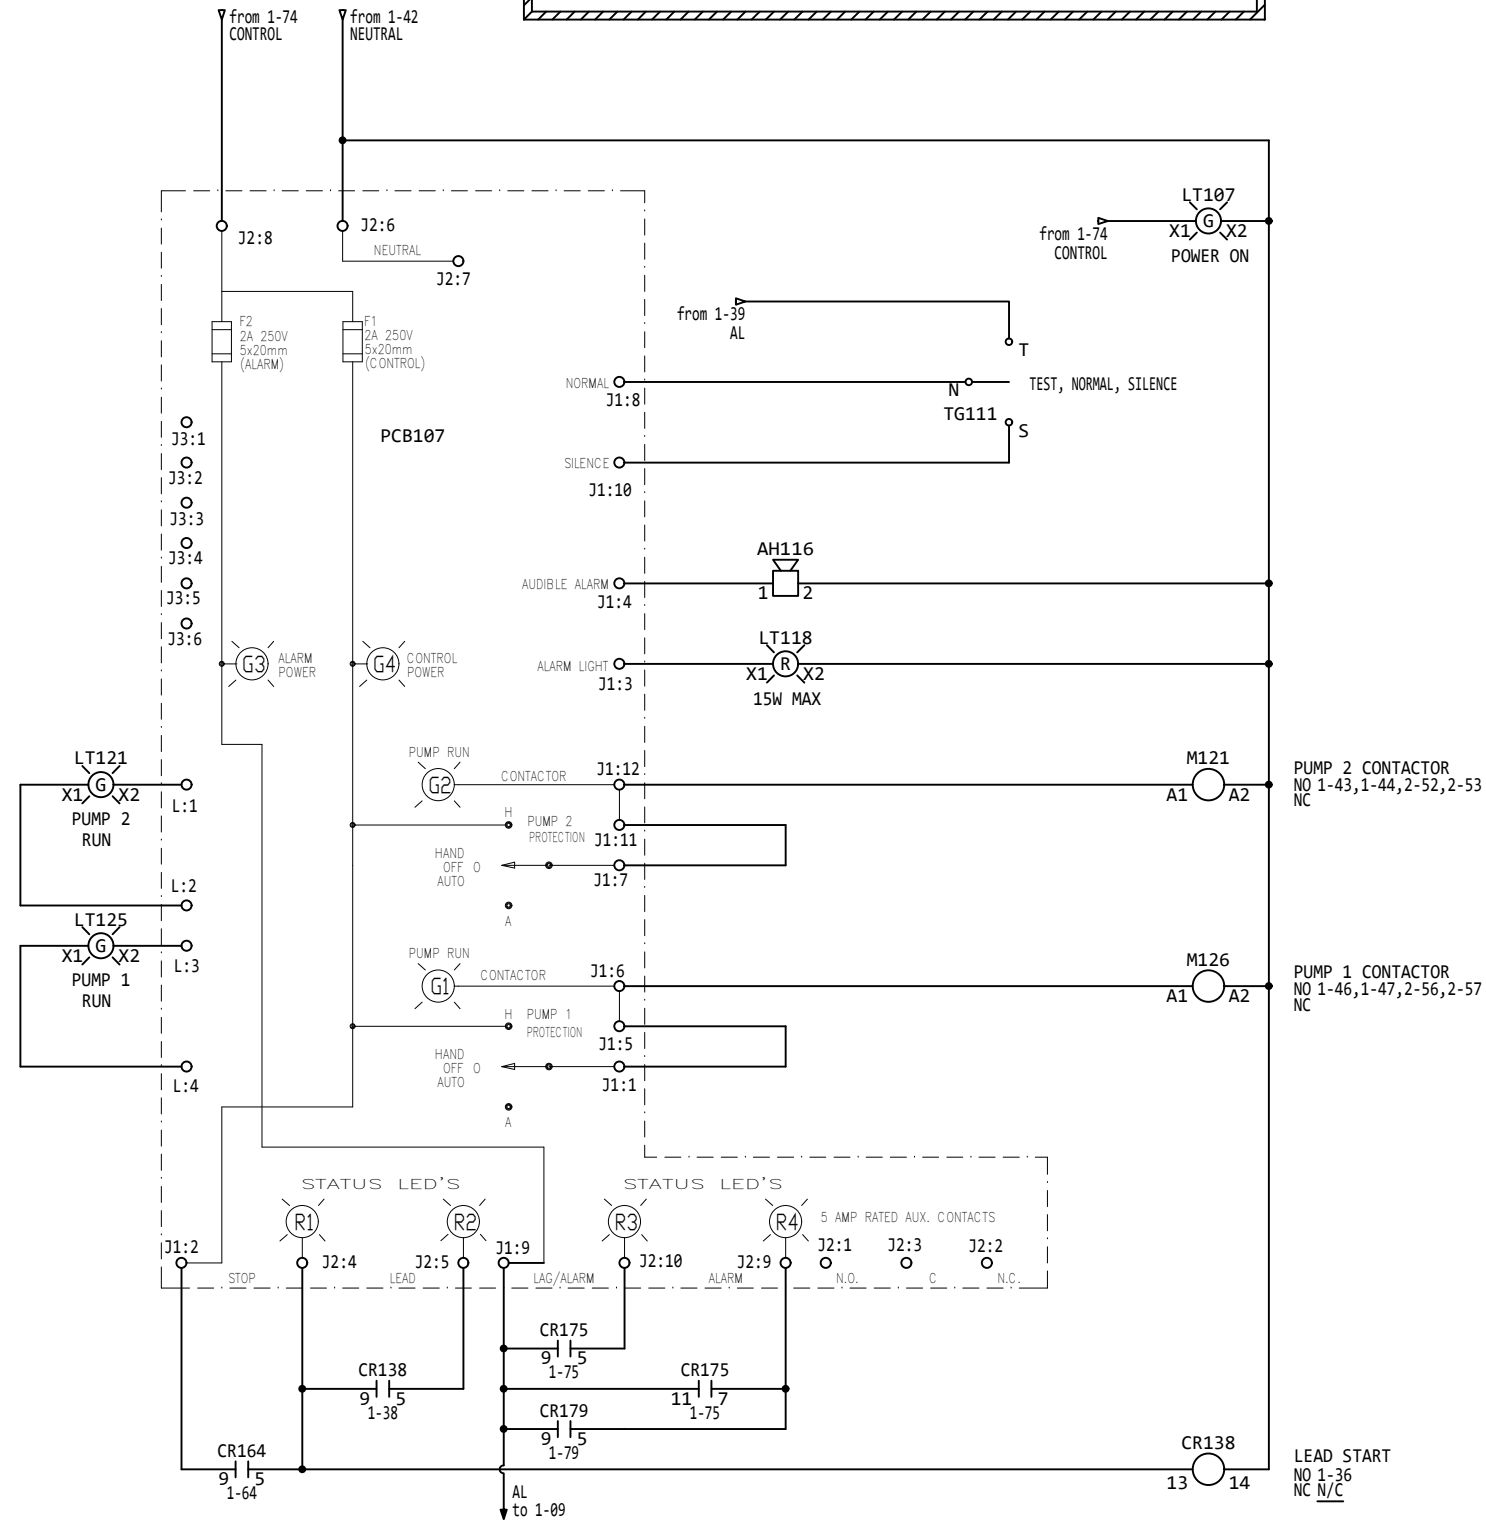 from 1-74
CONTROL
from 1-42
NEUTRAL
LT107
G
X1
X2
POWER ON
from 1-74
CONTROL
J2:8
J2:6
NEUTRAL
J2:7
from 1-39
AL
T
F2
2A 250V
5x20mm
(ALARM)
F1
2A 250V
5x20mm
(CONTROL)
NORMAL
J1:8
N
TEST, NORMAL, SILENCE
TG111
S
PCB107
J3:1
J3:2
J3:3
J3:4
J3:5
J3:6
SILENCE
J1:10
AH116
AUDIBLE ALARM
J1:4
1
2
G3
ALARM
POWER
G4
CONTROL
POWER
ALARM LIGHT
J1:3
LT118
R
X1
X2
15W MAX
LT121
G
X1
X2
PUMP 2
RUN
L:1
L:2
PUMP RUN
G2
CONTACTOR
J1:12
M121
A1
A2
PUMP 2 CONTACTOR
NO 1-43,1-44,2-52,2-53
NC
H
PUMP 2
PROTECTION
J1:11
HAND
OFF O
AUTO
J1:7
A
LT125
G
X1
X2
PUMP 1
RUN
L:3
L:4
PUMP RUN
G1
CONTACTOR
J1:6
M126
A1
A2
PUMP 1 CONTACTOR
NO 1-46,1-47,2-56,2-57
NC
H
PUMP 1
PROTECTION
J1:5
HAND
OFF O
AUTO
J1:1
A
STATUS LED'S
STATUS LED'S
R1
R2
R3
R4
5 AMP RATED AUX. CONTACTS
J1:2
J2:4
J2:5
J1:9
J2:10
J2:9
J2:1
J2:3
J2:2
STOP
LEAD
LAG/ALARM
ALARM
N.O.
C
N.C.
CR175
9
5
1-75
CR138
9
5
1-38
CR175
11
7
1-75
CR179
9
5
1-79
CR164
9
5
1-64
AL
to 1-09
CR138
13
14
LEAD START
NO 1-36
NC N/C